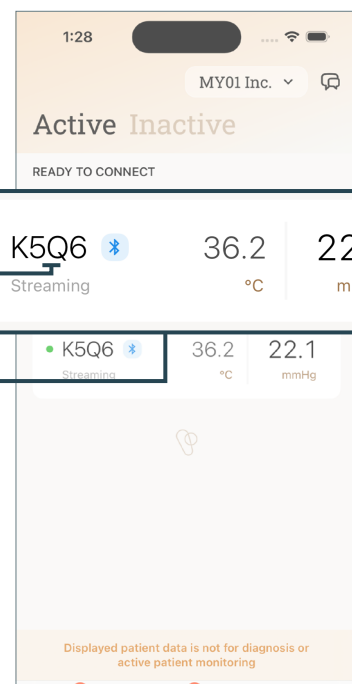 1:28
MY01 Inc.
Active Inactive
READY TO CONNECT
K5Q6 36.2 22
Streaming °C m
K5Q6 36.2 22.1
Streaming °C mmHg
Displayed patient data is not for diagnosis or
active patient monitoring